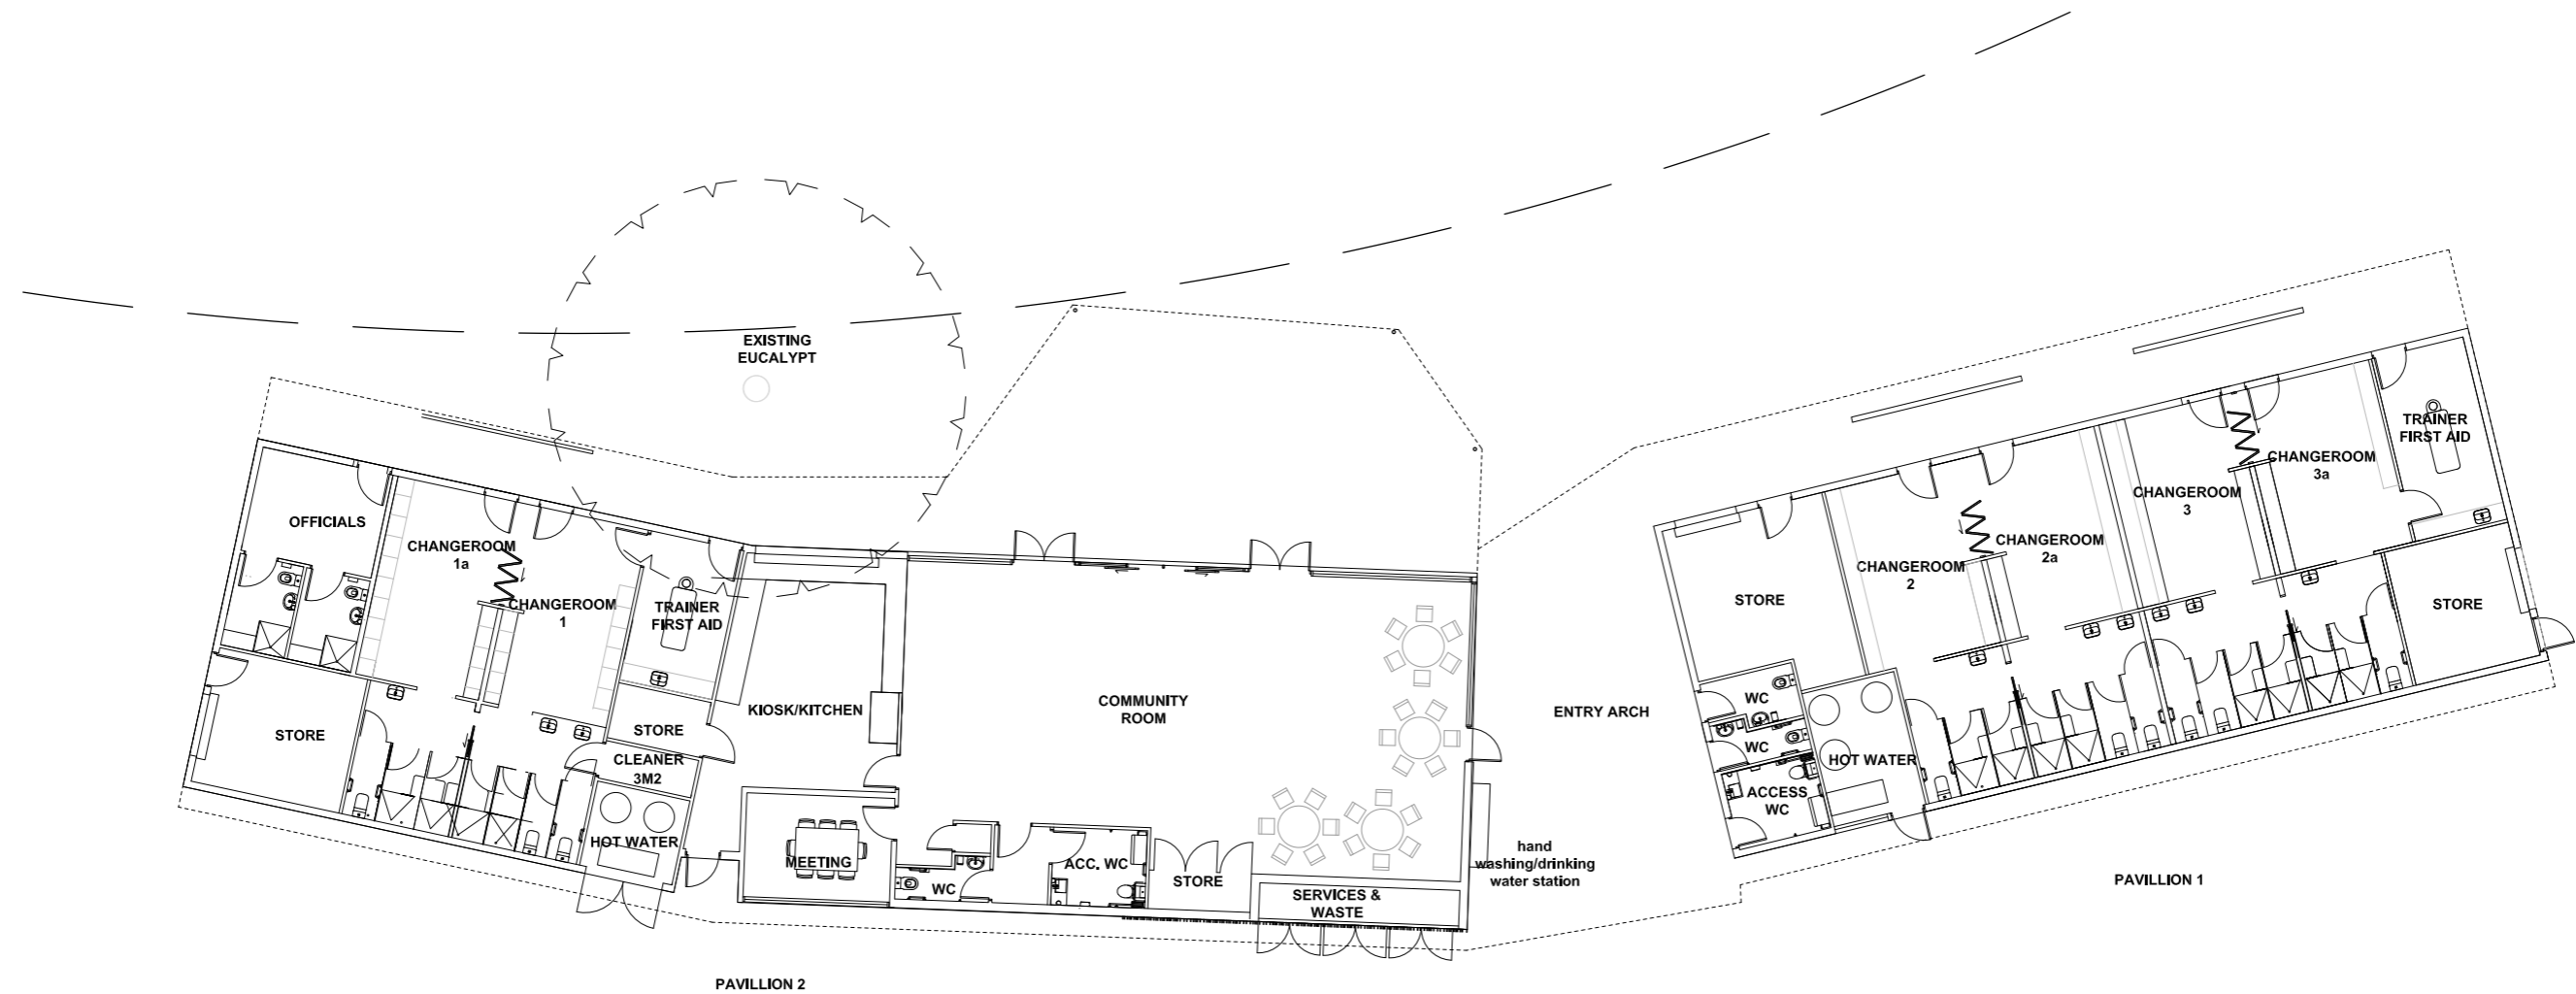 EXISTING
EUCALYPT
OFFICIALS
CHANGEROOM
1a
CHANGEROOM
1
TRAINER
FIRST AID
STORE
STORE
CLEANER
3M2
HOT WATER
KIOSK/KITCHEN
MEETING
COMMUNITY
ROOM
WC
ACC. WC
STORE
SERVICES &
WASTE
ENTRY ARCH
hand
washing/drinking
water station
STORE
WC
WC
ACCESS
WC
HOT WATER
CHANGEROOM
2
CHANGEROOM
2a
CHANGEROOM
3
CHANGEROOM
3a
TRAINER
FIRST AID
STORE
PAVILLION 1
PAVILLION 2